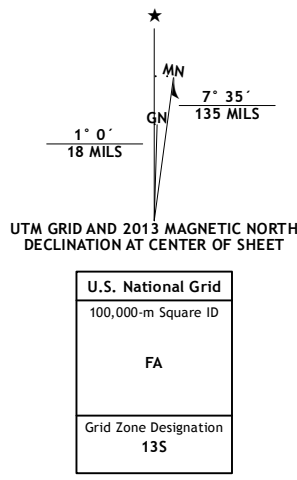 MN
7° 35´
135 MILS
GN
1° 0´
18 MILS
UTM GRID AND 2013 MAGNETIC NORTH
DECLINATION AT CENTER OF SHEET
U.S. National Grid
100,000-m Square ID
FA
Grid Zone Designation
13S